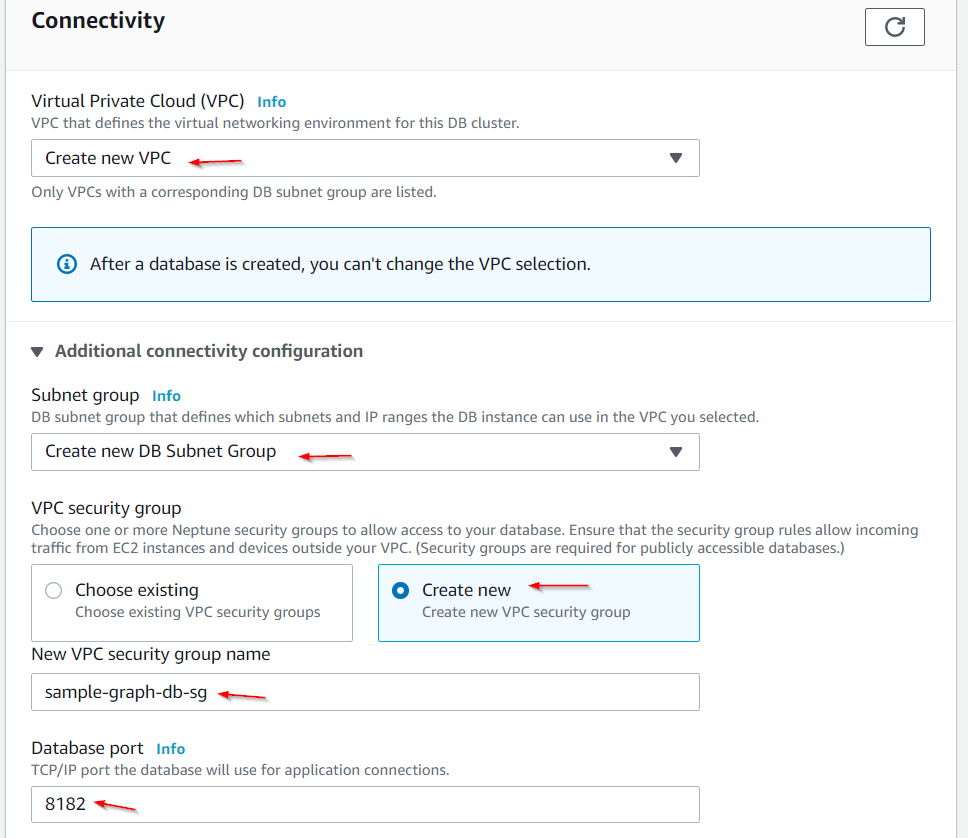 Connectivity
Virtual Private Cloud (VPC) Info
VPC that defines the virtual networking environment for this DB cluster.
Create new VPC
Only VPCs with a corresponding DB subnet group are listed.
After a database is created, you can't change the VPC selection.
Additional connectivity configuration
Subnet group Info
DB subnet group that defines which subnets and IP ranges the DB instance can use in the VPC you selected.
Create new DB Subnet Group
VPC security group
Choose one or more Neptune security groups to allow access to your database. Ensure that the security group rules allow incoming
traffic from EC2 instances and devices outside your VPC. (Security groups are required for publicly accessible databases.)
Choose existing
Choose existing VPC security groups
Create new
Create new VPC security group
New VPC security group name
sample-graph-db-sg
Database port Info
TCP/IP port the database will use for application connections.
8182